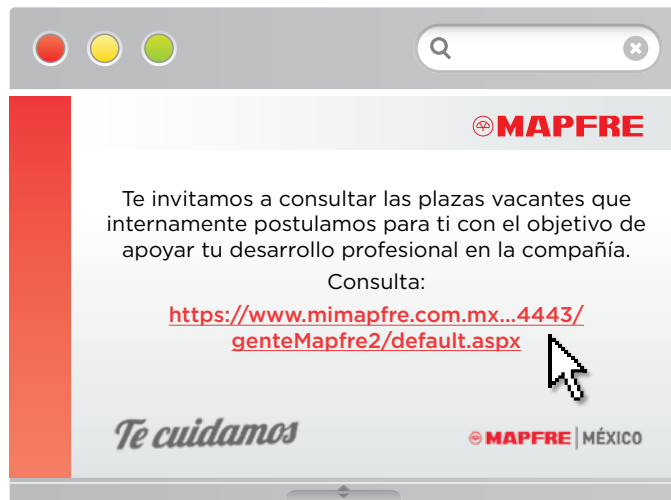 MAPFRE
Te invitamos a consultar las plazas vacantes que
internamente postulamos para ti con el objetivo de
apoyar tu desarrollo profesional en la compañía.
Consulta:
https://www.mimapfre.com.mx...4443/
genteMapfre2/default.aspx
Te cuidamos
MAPFRE | MÉXICO